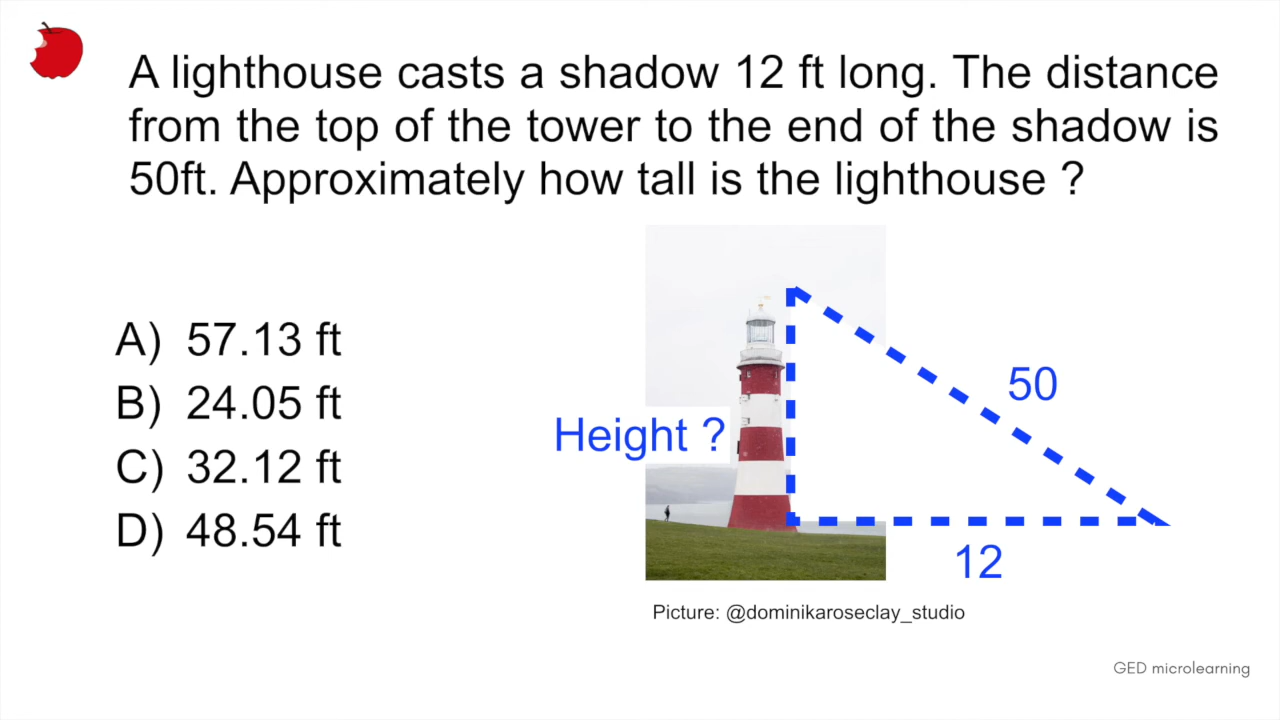 A lighthouse casts a shadow 12 ft long. The distance
from the top of the tower to the end of the shadow is
50ft. Approximately how tall is the lighthouse ?
A) 57.13 ft
B) 24.05 ft
C) 32.12 ft
D) 48.54 ft
50
Height ?
12
Picture: @dominikaroseclay_studio
GED microlearning